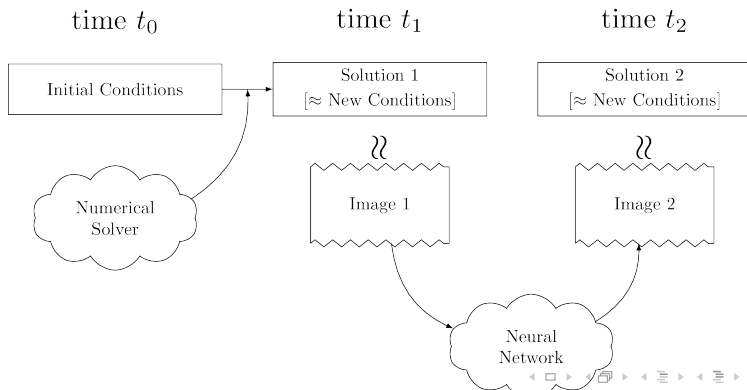 time t₀
time t₁
time t₂
Initial Conditions
Solution 1
[≈ New Conditions]
Solution 2
[≈ New Conditions]
≈
≈
Numerical
Solver
Image 1
Image 2
Neural
Network